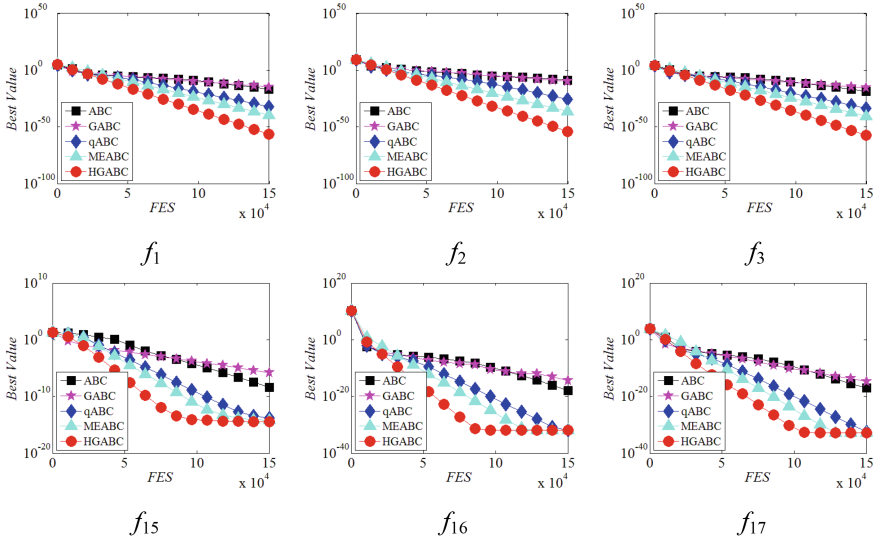 10^50
10^0
10^-50
10^-100
Best Value
ABC
GABC
qABC
MEABC
HGABC
0
5
10
15
FES
x 10^4
f_1
10^50
10^0
10^-50
10^-100
Best Value
ABC
GABC
qABC
MEABC
HGABC
0
5
10
15
FES
x 10^4
f_2
10^50
10^0
10^-50
10^-100
Best Value
ABC
GABC
qABC
MEABC
HGABC
0
5
10
15
FES
x 10^4
f_3
10^10
10^0
10^-10
10^-20
Best Value
ABC
GABC
qABC
MEABC
HGABC
0
5
10
15
FES
x 10^4
f_15
10^20
10^0
10^-20
10^-40
Best Value
ABC
GABC
qABC
MEABC
HGABC
0
5
10
15
FES
x 10^4
f_16
10^20
10^0
10^-20
10^-40
Best Value
ABC
GABC
qABC
MEABC
HGABC
0
5
10
15
FES
x 10^4
f_17